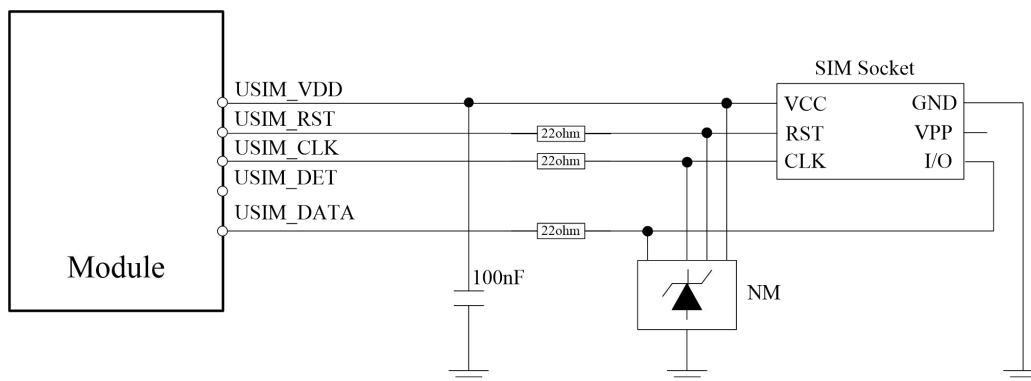 SIM Socket
USIM_VDD
VCC
GND
USIM_RST
22ohm
RST
VPP
USIM_CLK
22ohm
CLK
I/O
USIM_DET
USIM_DATA
22ohm
Module
100nF
NM